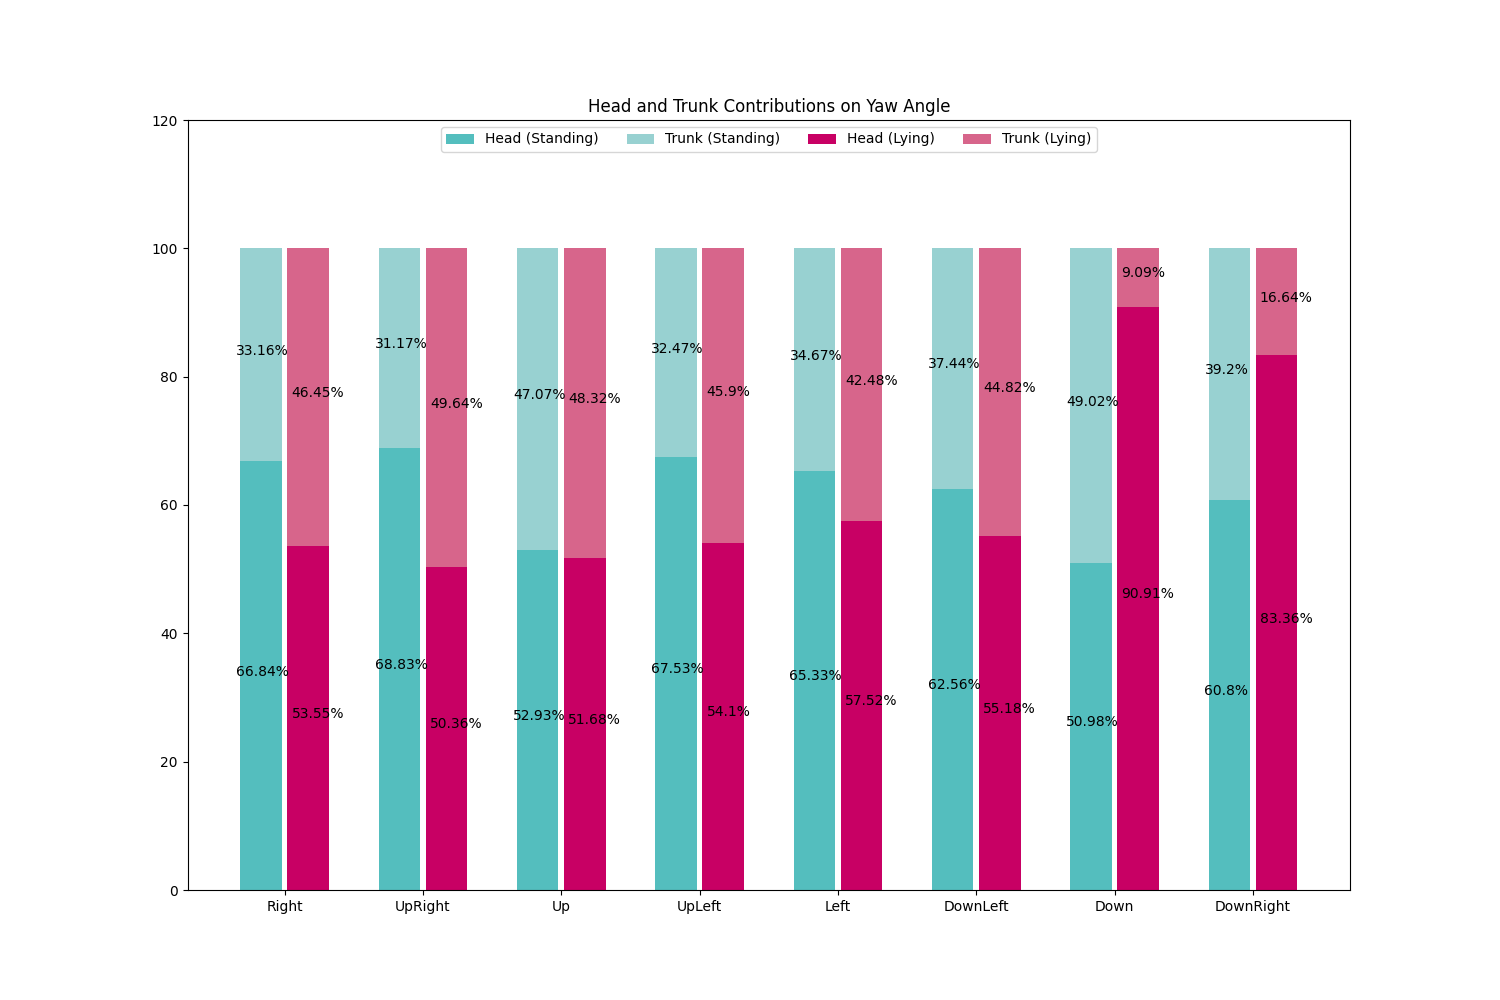 Head and Trunk Contributions on Yaw Angle
Head (Standing) Trunk (Standing) Head (Lying) Trunk (Lying)
120
100
80
60
40
20
0
33.16% 46.45% 31.17% 49.64% 47.07% 48.32% 32.47% 45.9% 34.67% 42.48% 37.44% 44.82% 49.02% 9.09% 39.2% 16.64%
66.84% 53.55% 68.83% 50.36% 52.93% 51.68% 67.53% 54.1% 65.33% 57.52% 62.56% 55.18% 50.98% 90.91% 60.8% 83.36%
Right UpRight Up UpLeft Left DownLeft Down DownRight